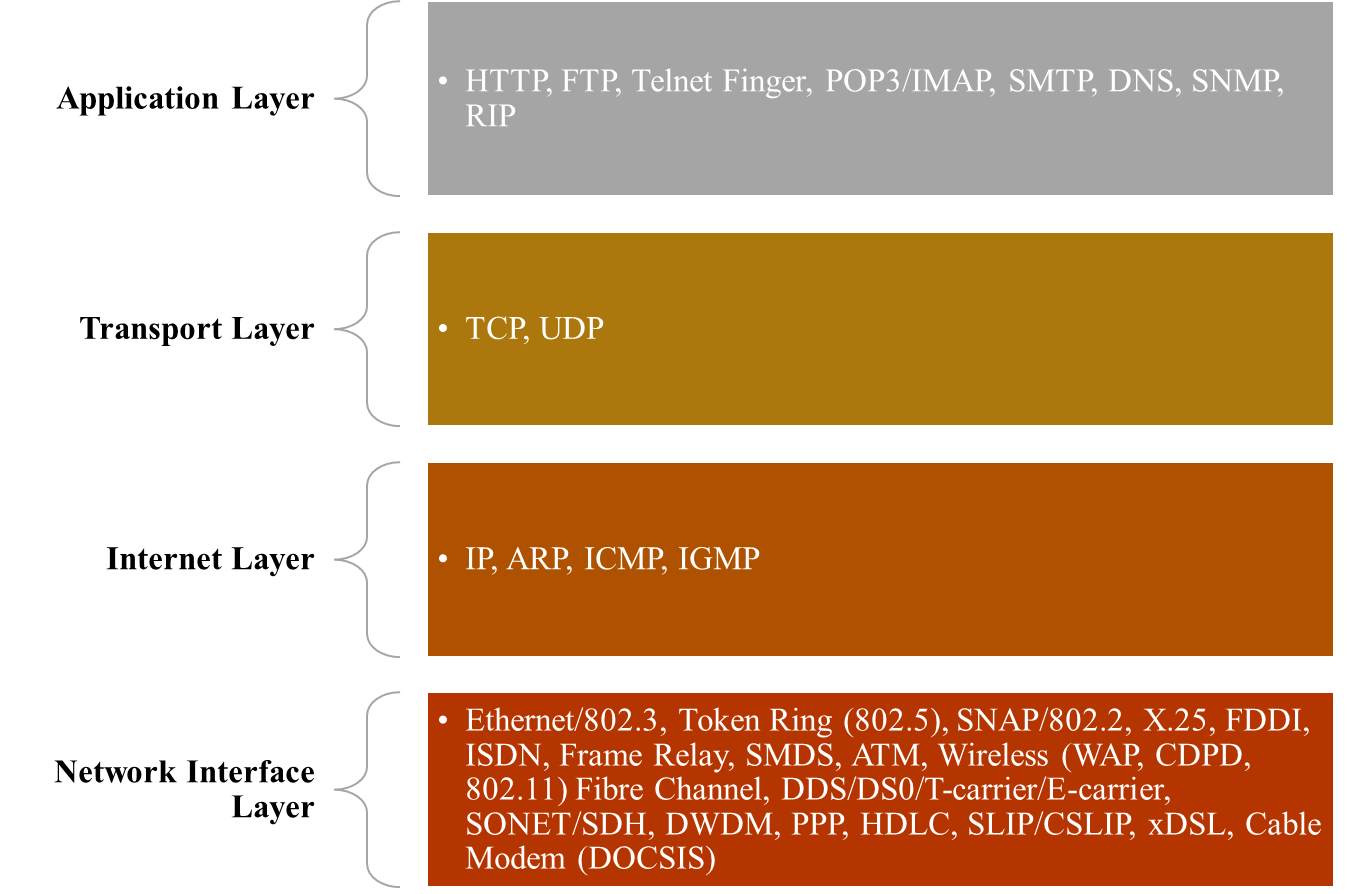 Application Layer
• HTTP, FTP, Telnet Finger, POP3/IMAP, SMTP, DNS, SNMP,
RIP
Transport Layer
• TCP, UDP
Internet Layer
• IP, ARP, ICMP, IGMP
Network Interface
Layer
• Ethernet/802.3, Token Ring (802.5), SNAP/802.2, X.25, FDDI,
ISDN, Frame Relay, SMDS, ATM, Wireless (WAP, CDPD,
802.11) Fibre Channel, DDS/DS0/T-carrier/E-carrier,
SONET/SDH, DWDM, PPP, HDLC, SLIP/CSLIP, xDSL, Cable
Modem (DOCSIS)